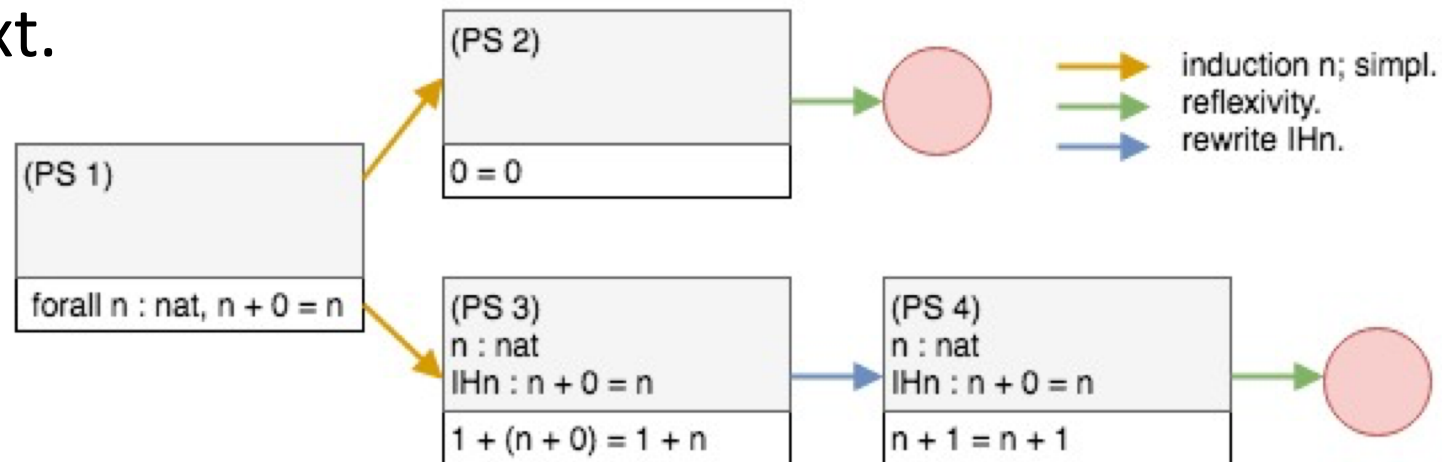 xt.
(PS 1)
forall n : nat, n + 0 = n
(PS 2)
0 = 0
(PS 3)
n : nat
IHn : n + 0 = n
1 + (n + 0) = 1 + n
(PS 4)
n : nat
IHn : n + 0 = n
n + 1 = n + 1
induction n; simpl.
reflexivity.
rewrite IHn.